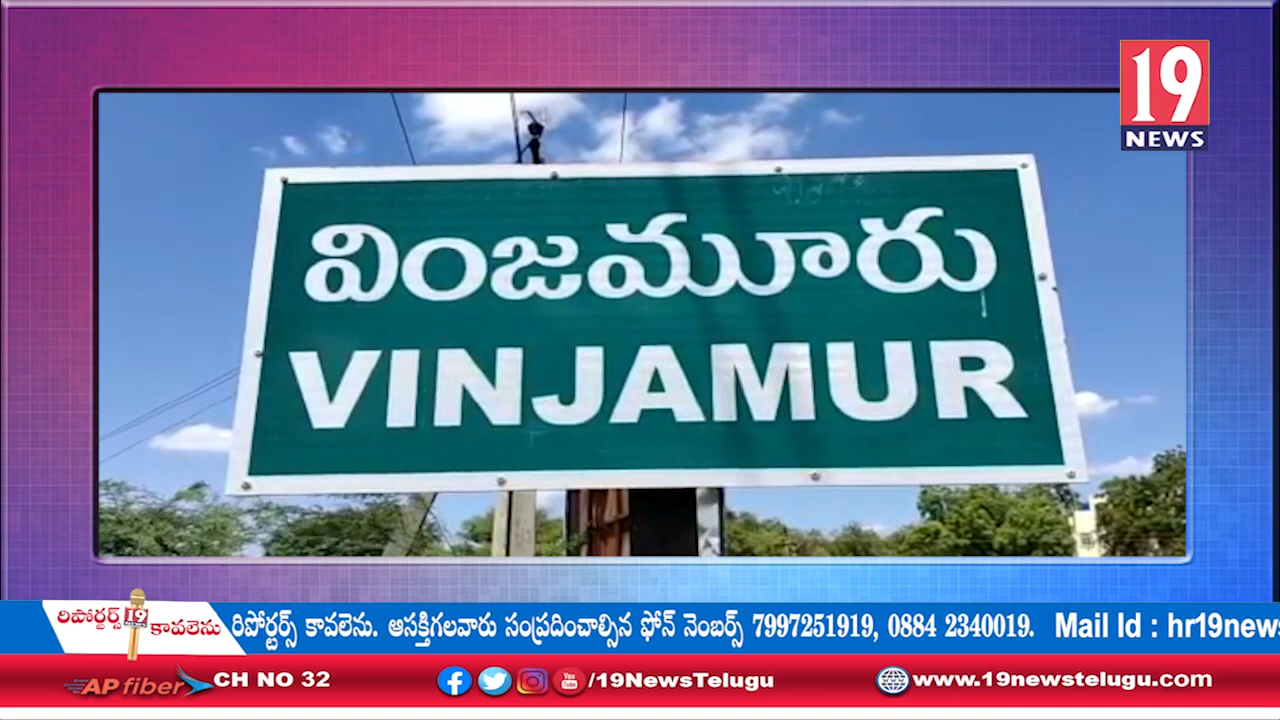 19
NEWS
వింజమూరు
VINJAMUR
రిపోర్టర్స్ 19 కావలెను
రిపోర్టర్స్ కావలెను. ఆసక్తిగలవారు సంప్రదించాల్సిన ఫోన్ నెంబర్స్ 7997251919, 0884 2340019. Mail Id : hr19news
AP fiber CH NO 32 /19NewsTelugu www.19newstelugu.com